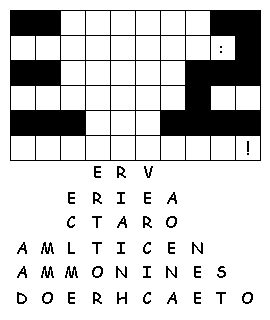 :
!
E R V
E R I E A
C T A R O
A M L T I C E N
A M M O N I N E S
D O E R H C A E T O